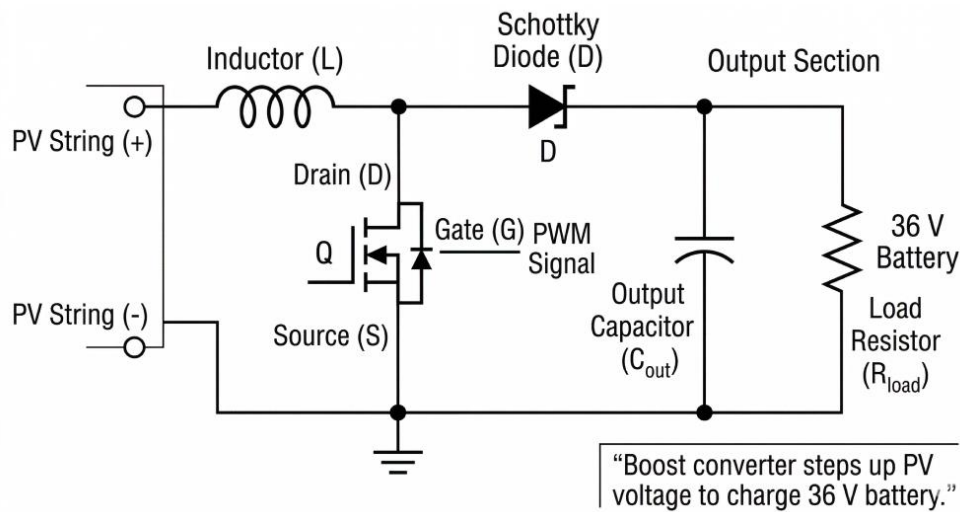 Schottky
Diode (D)
Inductor (L)
Output Section
PV String (+)
D
Drain (D)
Gate (G) PWM
Signal
Q
36 V
Battery
PV String (-)
Source (S)
Output
Capacitor
(Cout)
Load
Resistor
(Rload)
“Boost converter steps up PV
voltage to charge 36 V battery.”